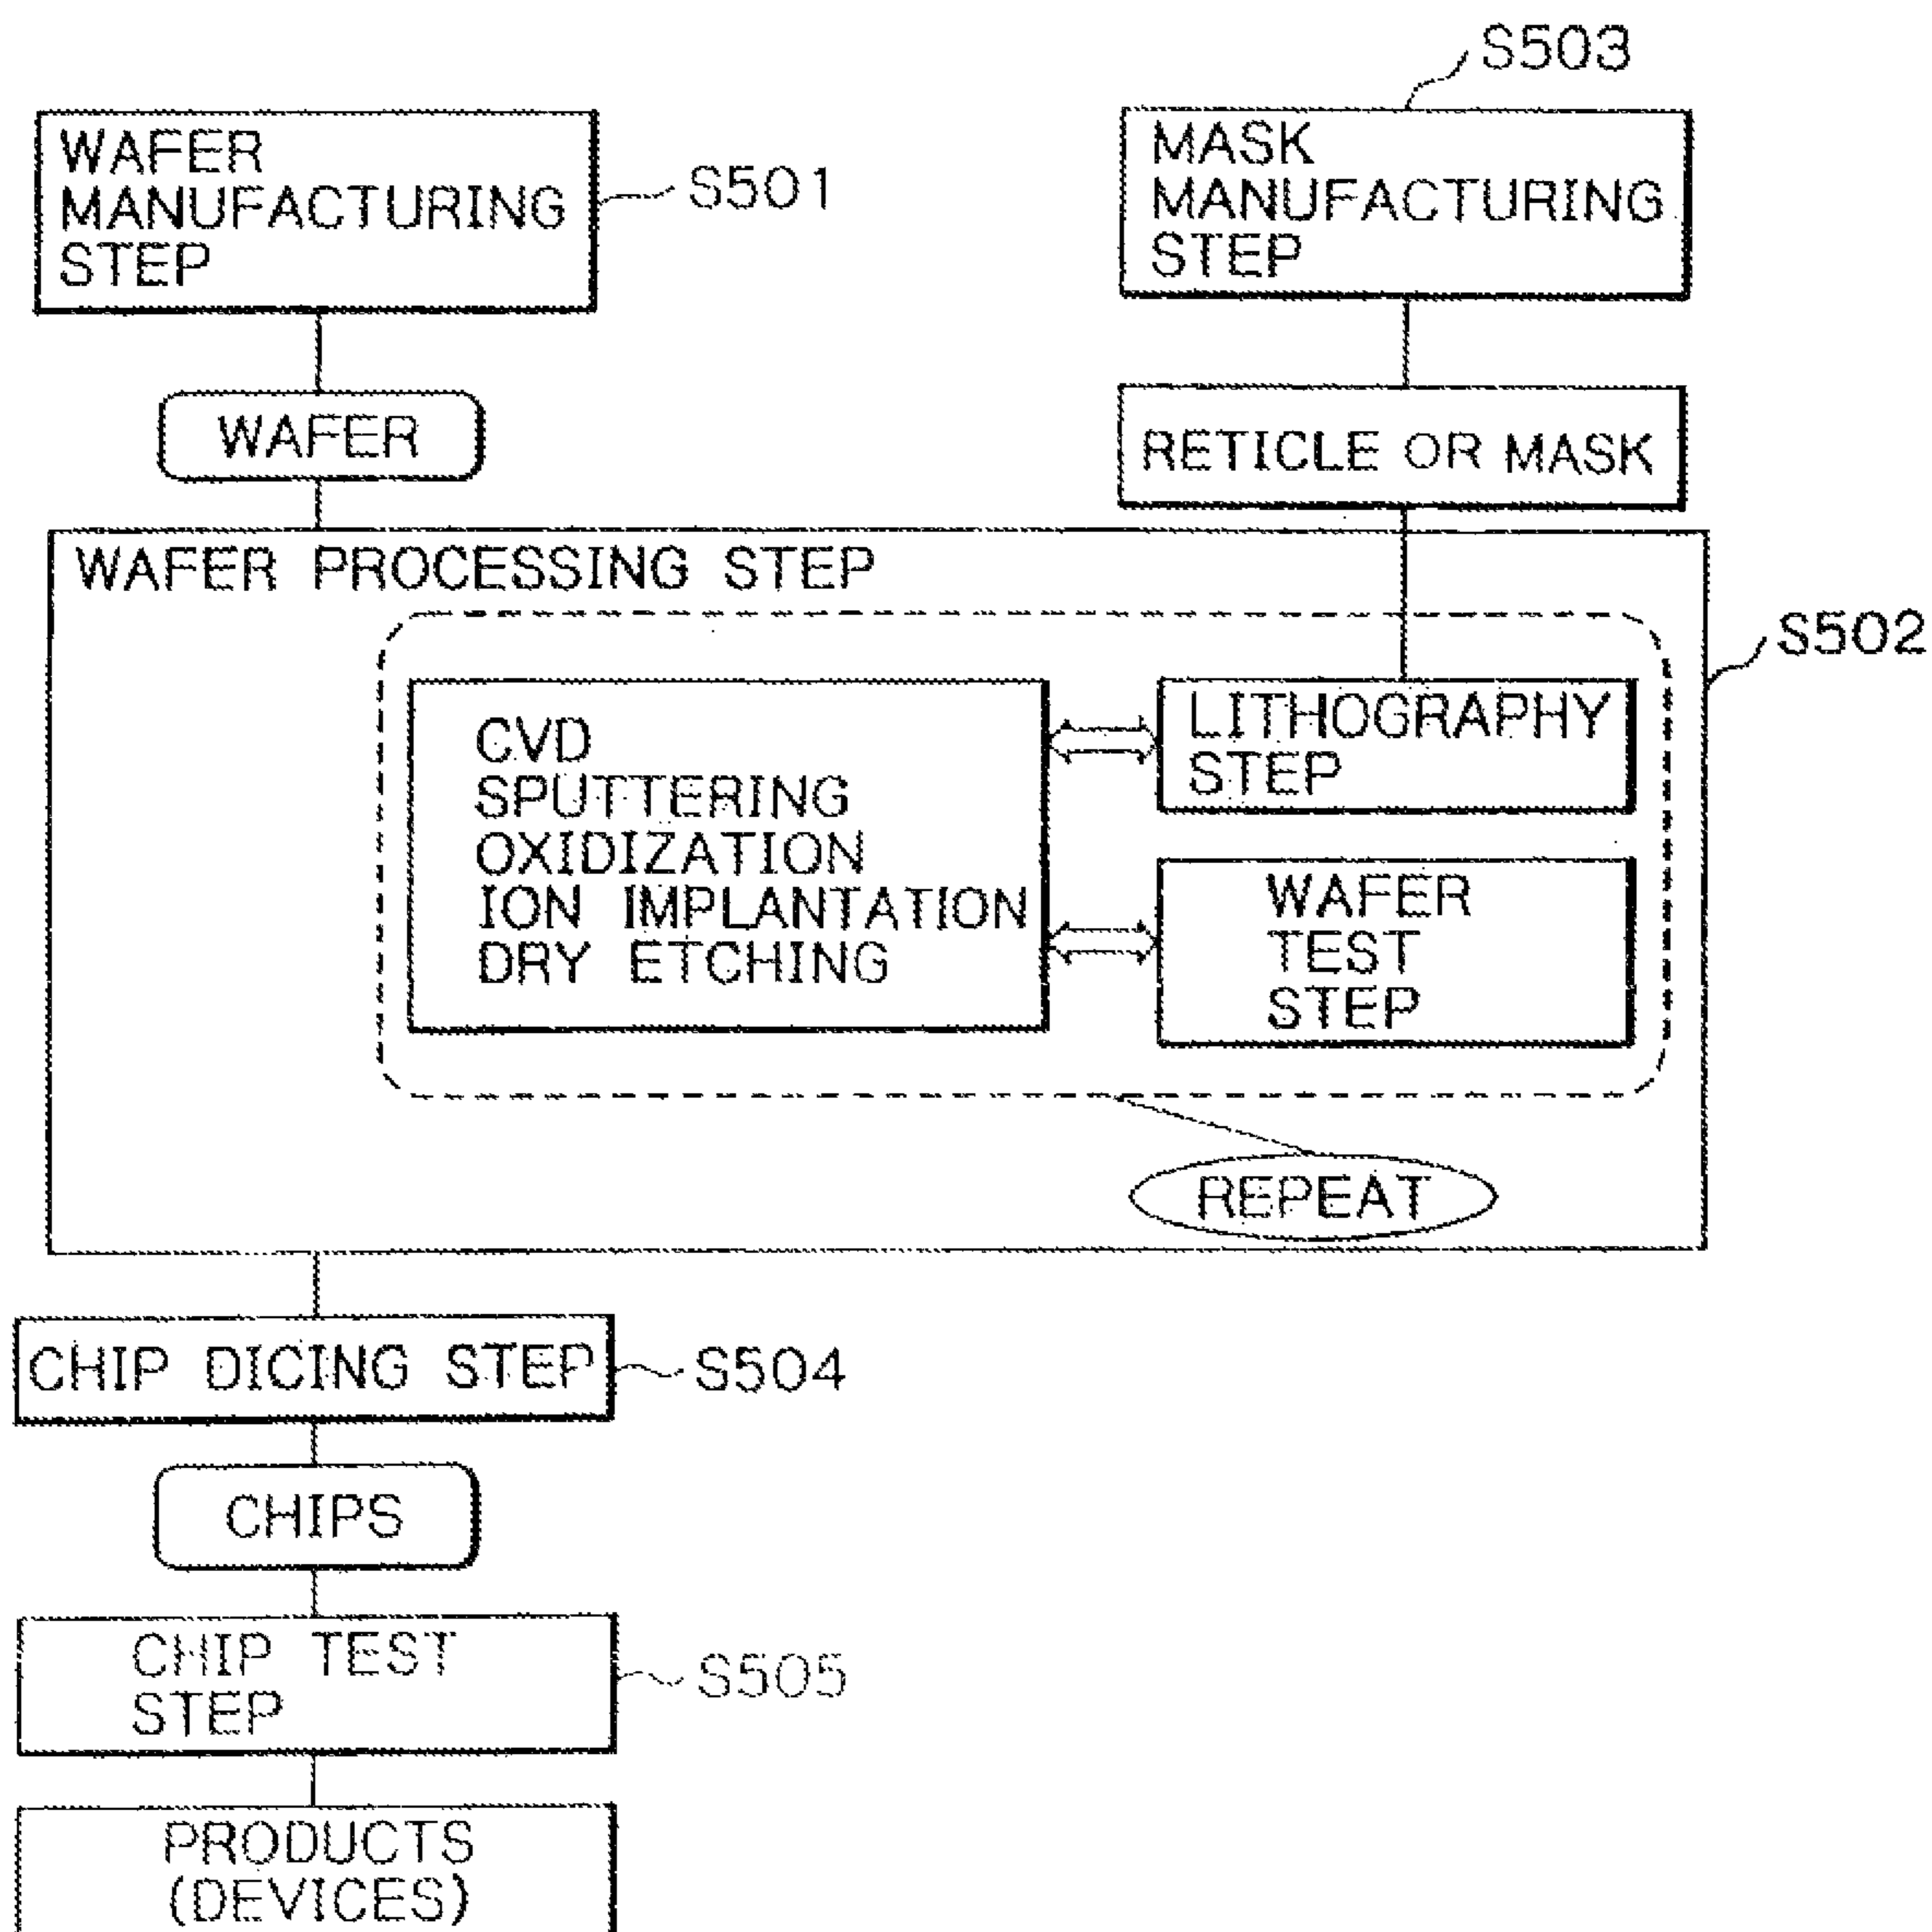 S503
WAFER
MANUFACTURING
STEP
S501
MASK
MANUFACTURING
STEP
WAFER
RETICLE OR MASK
WAFER PROCESSING STEP
S502
CVD
SPUTTERING
OXIDIZATION
ION IMPLANTATION
DRY ETCHING
LITHOGRAPHY
STEP
WAFER
TEST
STEP
REPEAT
CHIP DICING STEP
S504
CHIPS
CHIP TEST
STEP
S505
PRODUCTS
(DEVICES)